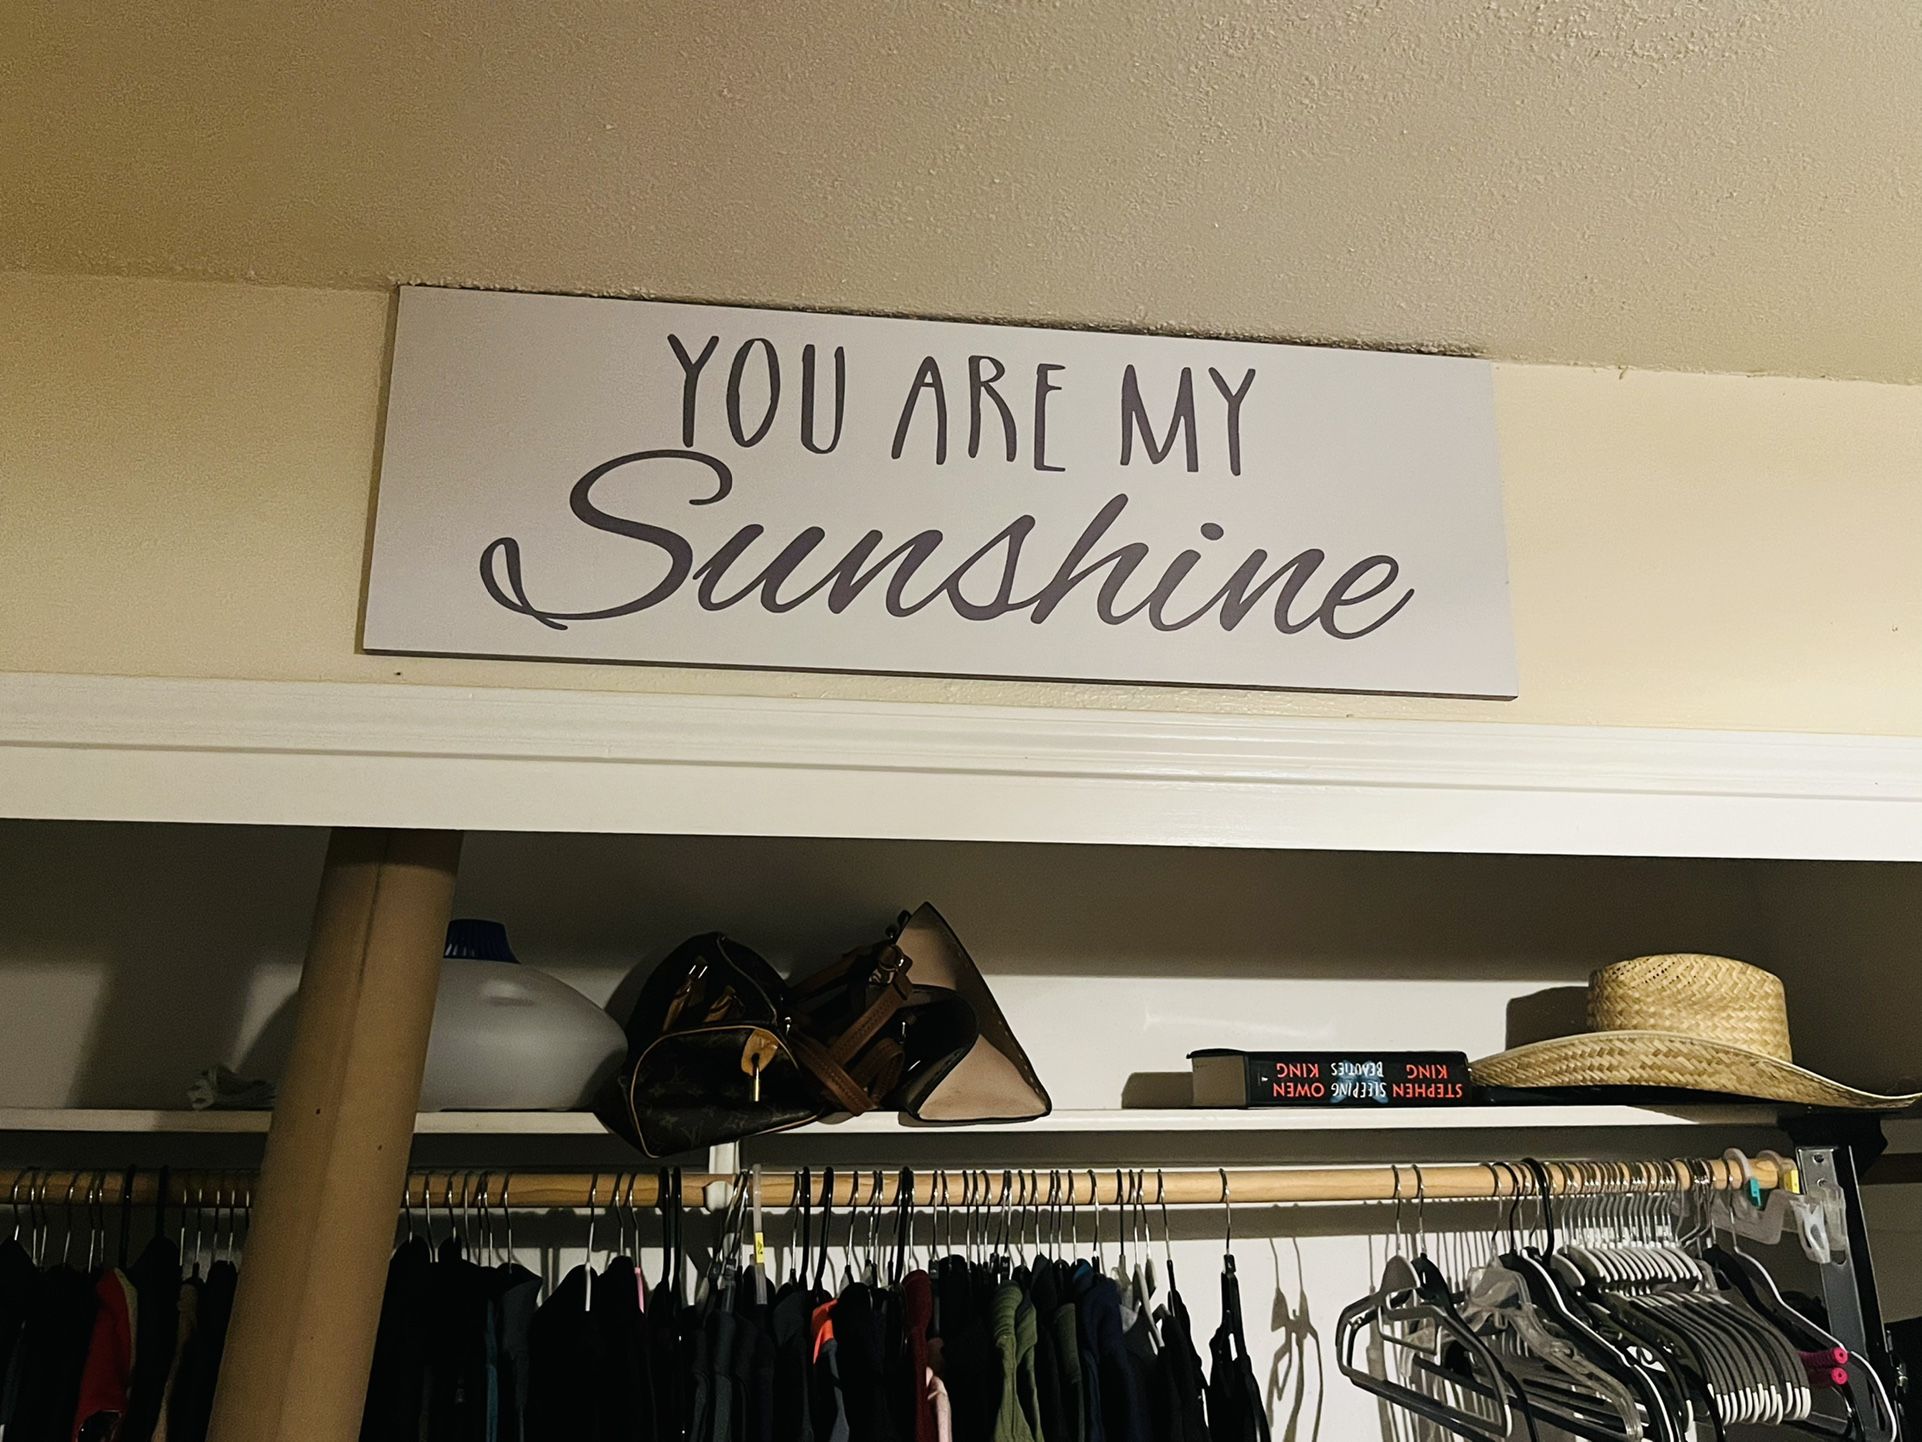 YOU ARE MY
Sunshine
STEPHEN KING
SLEEPING BEAUTIES
OWEN KING